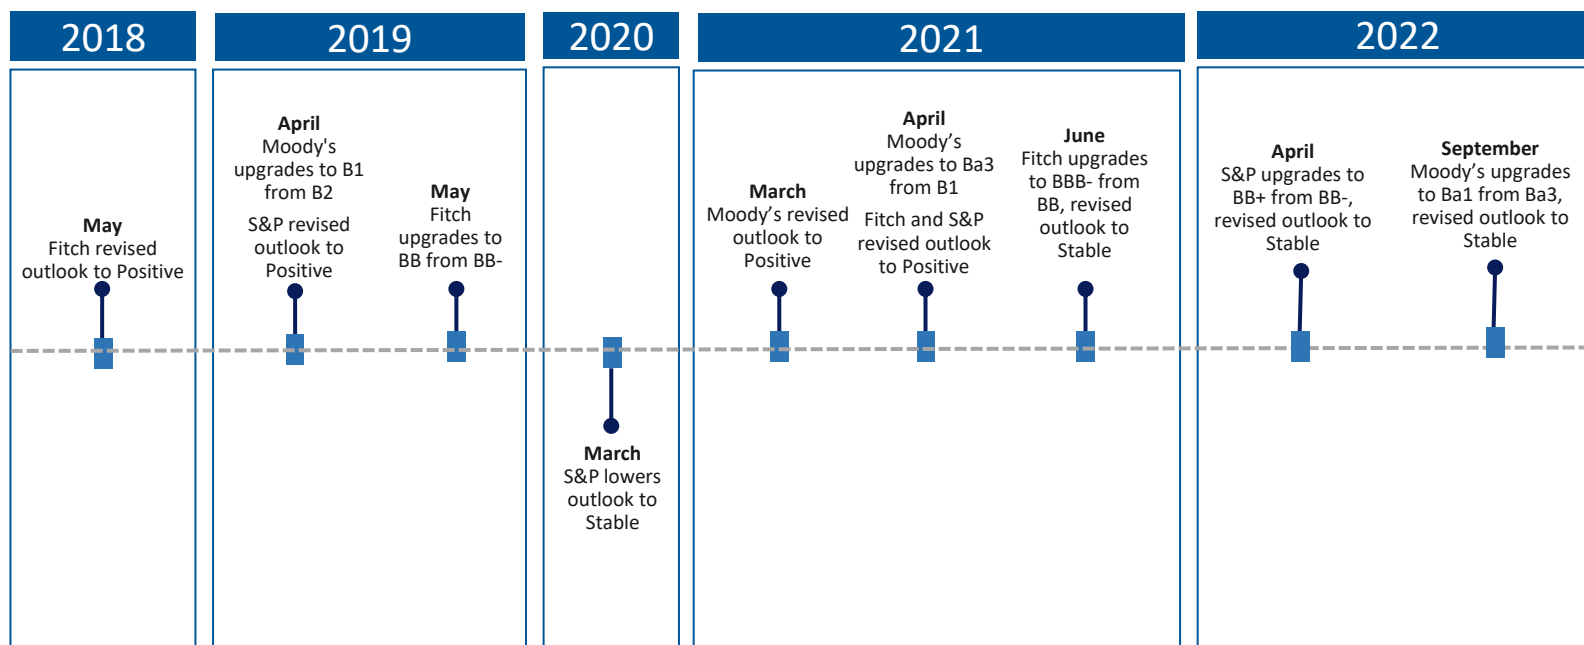 2018
2019
2020
2021
2022
May
Fitch revised
outlook to Positive
April
Moody's
upgrades to B1
from B2
S&P revised
outlook to
Positive
May
Fitch
upgrades to
BB from BB-
March
S&P lowers
outlook to
Stable
March
Moody’s revised
outlook to
Positive
April
Moody’s
upgrades to Ba3
from B1
Fitch and S&P
revised outlook
to Positive
June
Fitch upgrades
to BBB- from
BB, revised
outlook to
Stable
April
S&P upgrades to
BB+ from BB-,
revised outlook to
Stable
September
Moody’s upgrades
to Ba1 from Ba3,
revised outlook to
Stable